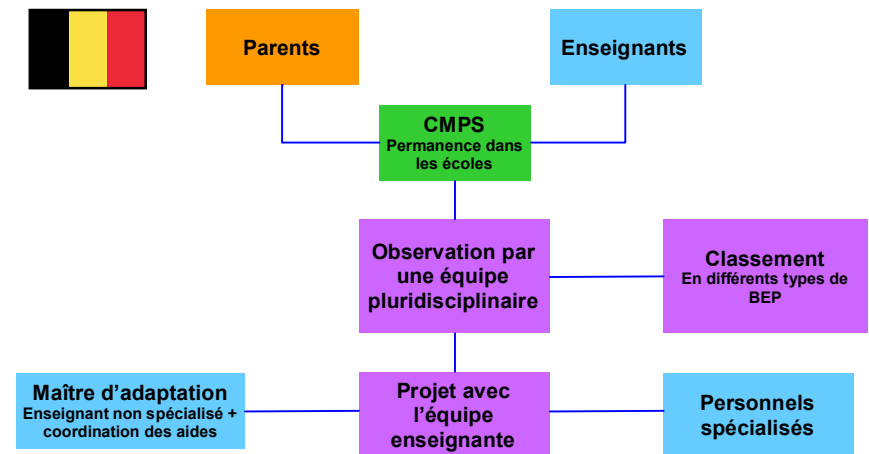 Parents
Enseignants
CMPS
Permanence dans
les écoles
Observation par
une équipe
pluridisciplinaire
Classement
En différents types de
BEP
Maître d’adaptation
Enseignant non spécialisé +
coordination des aides
Projet avec
l’équipe
enseignante
Personnels
spécialisés